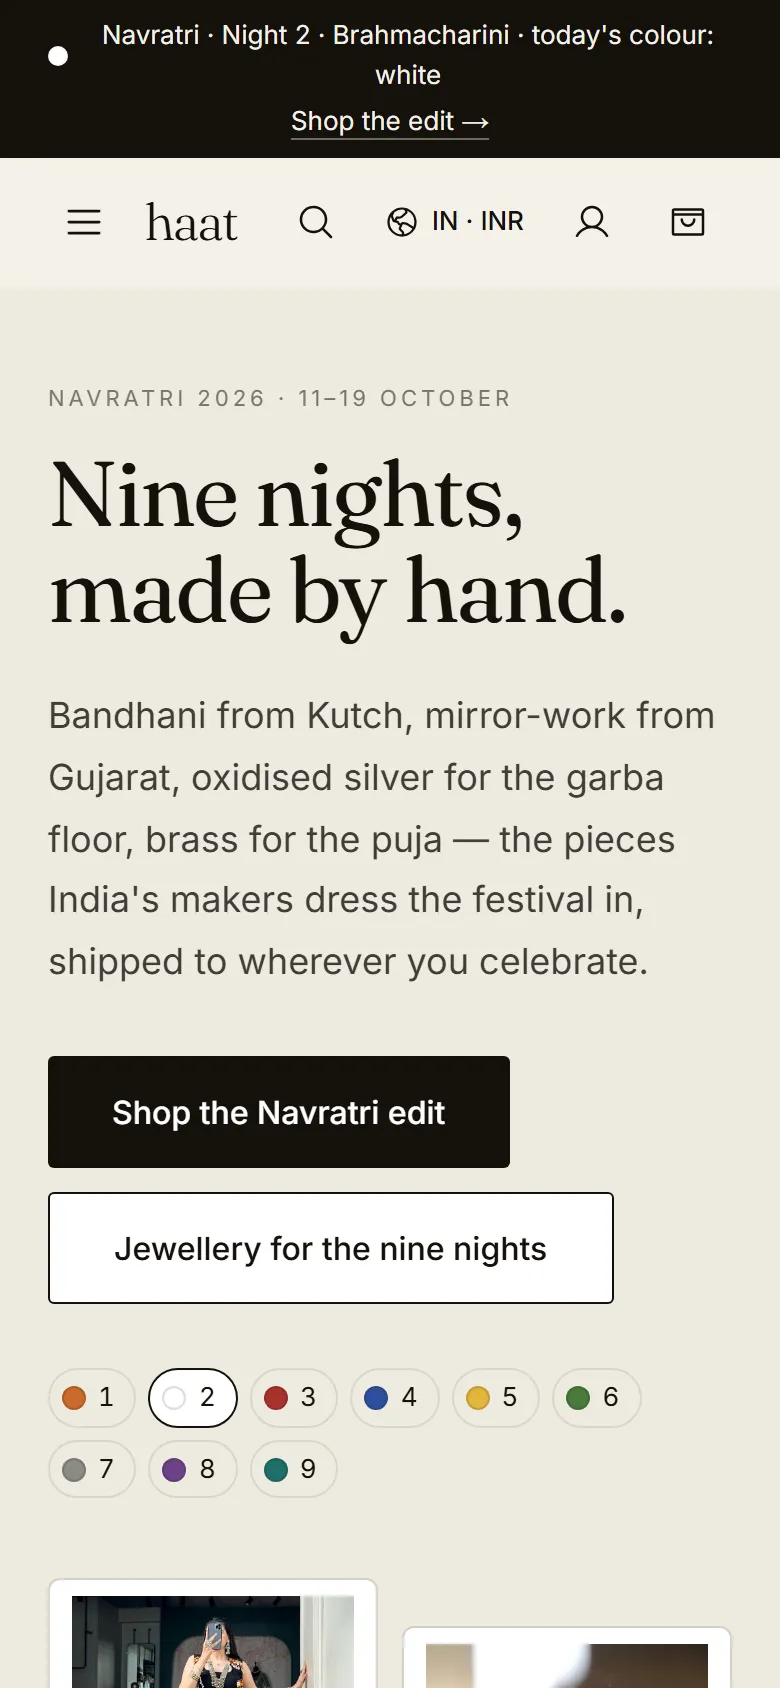 Navratri · Night 2 · Brahmacharini · today's colour:
white
Shop the edit →
haat
IN · INR
NAVRATRI 2026 · 11–19 OCTOBER
Nine nights,
made by hand.
Bandhani from Kutch, mirror-work from
Gujarat, oxidised silver for the garba
floor, brass for the puja — the pieces
India's makers dress the festival in,
shipped to wherever you celebrate.
Shop the Navratri edit
Jewellery for the nine nights
1 2 3 4 5 6
7 8 9